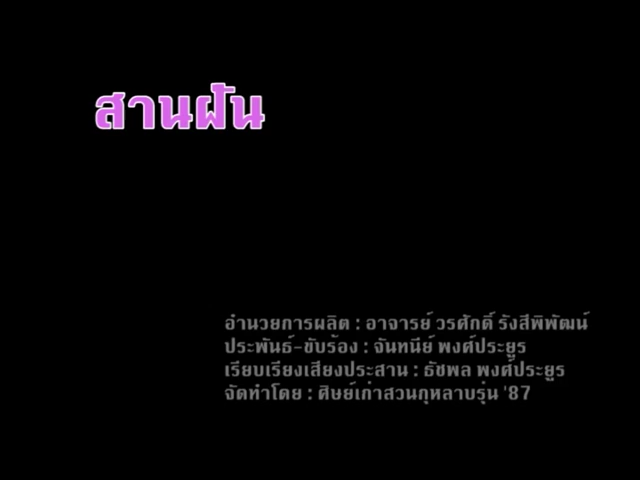 สานฝัน
อำนวยการผลิต : อาจารย์ วรศักดิ์ รังสีพิพัฒน์
ประพันธ์-ขับร้อง : จันทนีย์ พงศ์ประยูร
เรียบเรียงเสียงประสาน : ธัชพล พงศ์ประยูร
จัดทำโดย : ศิษย์เก่าสวนกุหลาบรุ่น '87